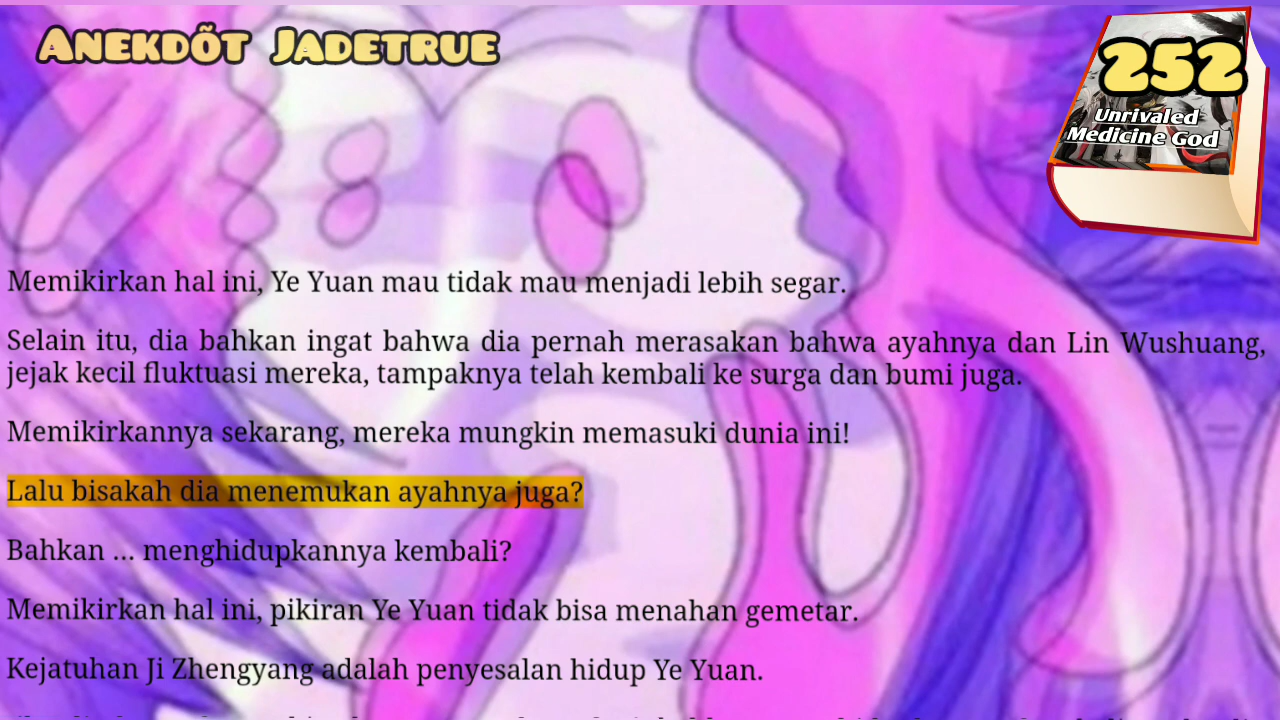 Anekdõt Jadetrue
252
Unrivaled
Medicine God
Memikirkan hal ini, Ye Yuan mau tidak mau menjadi lebih segar.
Selain itu, dia bahkan ingat bahwa dia pernah merasakan bahwa ayahnya dan Lin Wushuang,
jejak kecil fluktuasi mereka, tampaknya telah kembali ke surga dan bumi juga.
Memikirkannya sekarang, mereka mungkin memasuki dunia ini!
Lalu bisakah dia menemukan ayahnya juga?
Bahkan ... menghidupkannya kembali?
Memikirkan hal ini, pikiran Ye Yuan tidak bisa menahan gemetar.
Kejatuhan Ji Zhengyang adalah penyesalan hidup Ye Yuan.